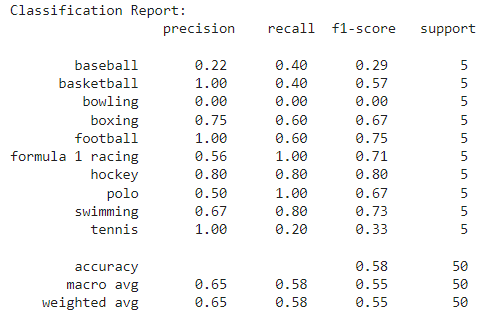 Classification Report:
precision recall f1-score support
baseball 0.22 0.40 0.29 5
basketball 1.00 0.40 0.57 5
bowling 0.00 0.00 0.00 5
boxing 0.75 0.60 0.67 5
football 1.00 0.60 0.75 5
formula 1 racing 0.56 1.00 0.71 5
hockey 0.80 0.80 0.80 5
polo 0.50 1.00 0.67 5
swimming 0.67 0.80 0.73 5
tennis 1.00 0.20 0.33 5
accuracy 0.58 50
macro avg 0.65 0.58 0.55 50
weighted avg 0.65 0.58 0.55 50